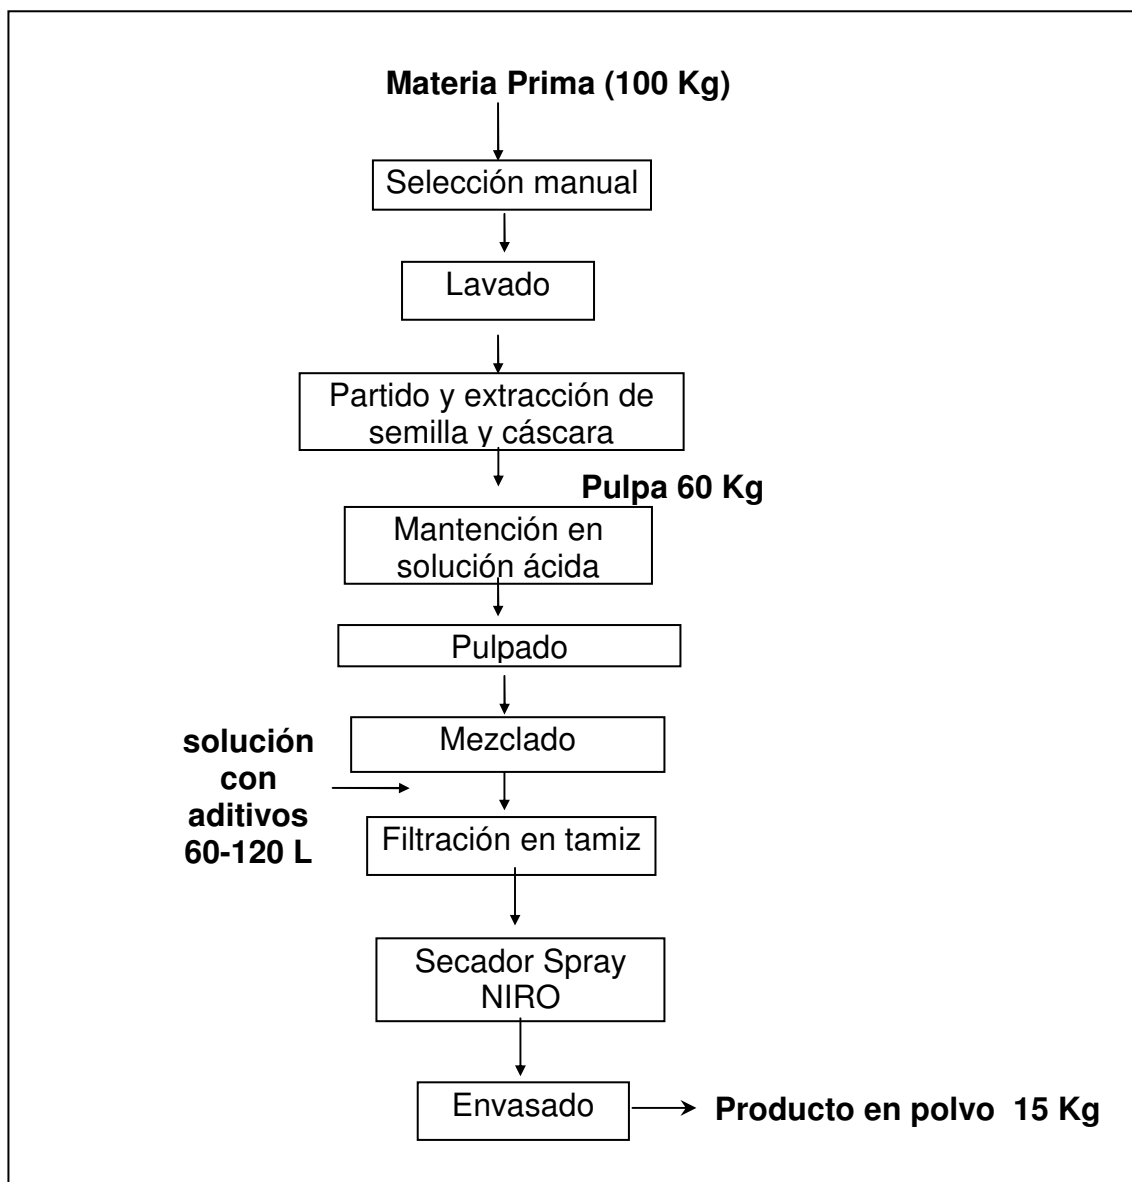 Materia Prima (100 Kg)
Selección manual
Lavado
Partido y extracción de
semilla y cáscara
Pulpa 60 Kg
Mantención en
solución ácida
Pulpado
Mezclado
solución
con
aditivos
60-120 L
Filtración en tamiz
Secador Spray
NIRO
Envasado
Producto en polvo  15 Kg